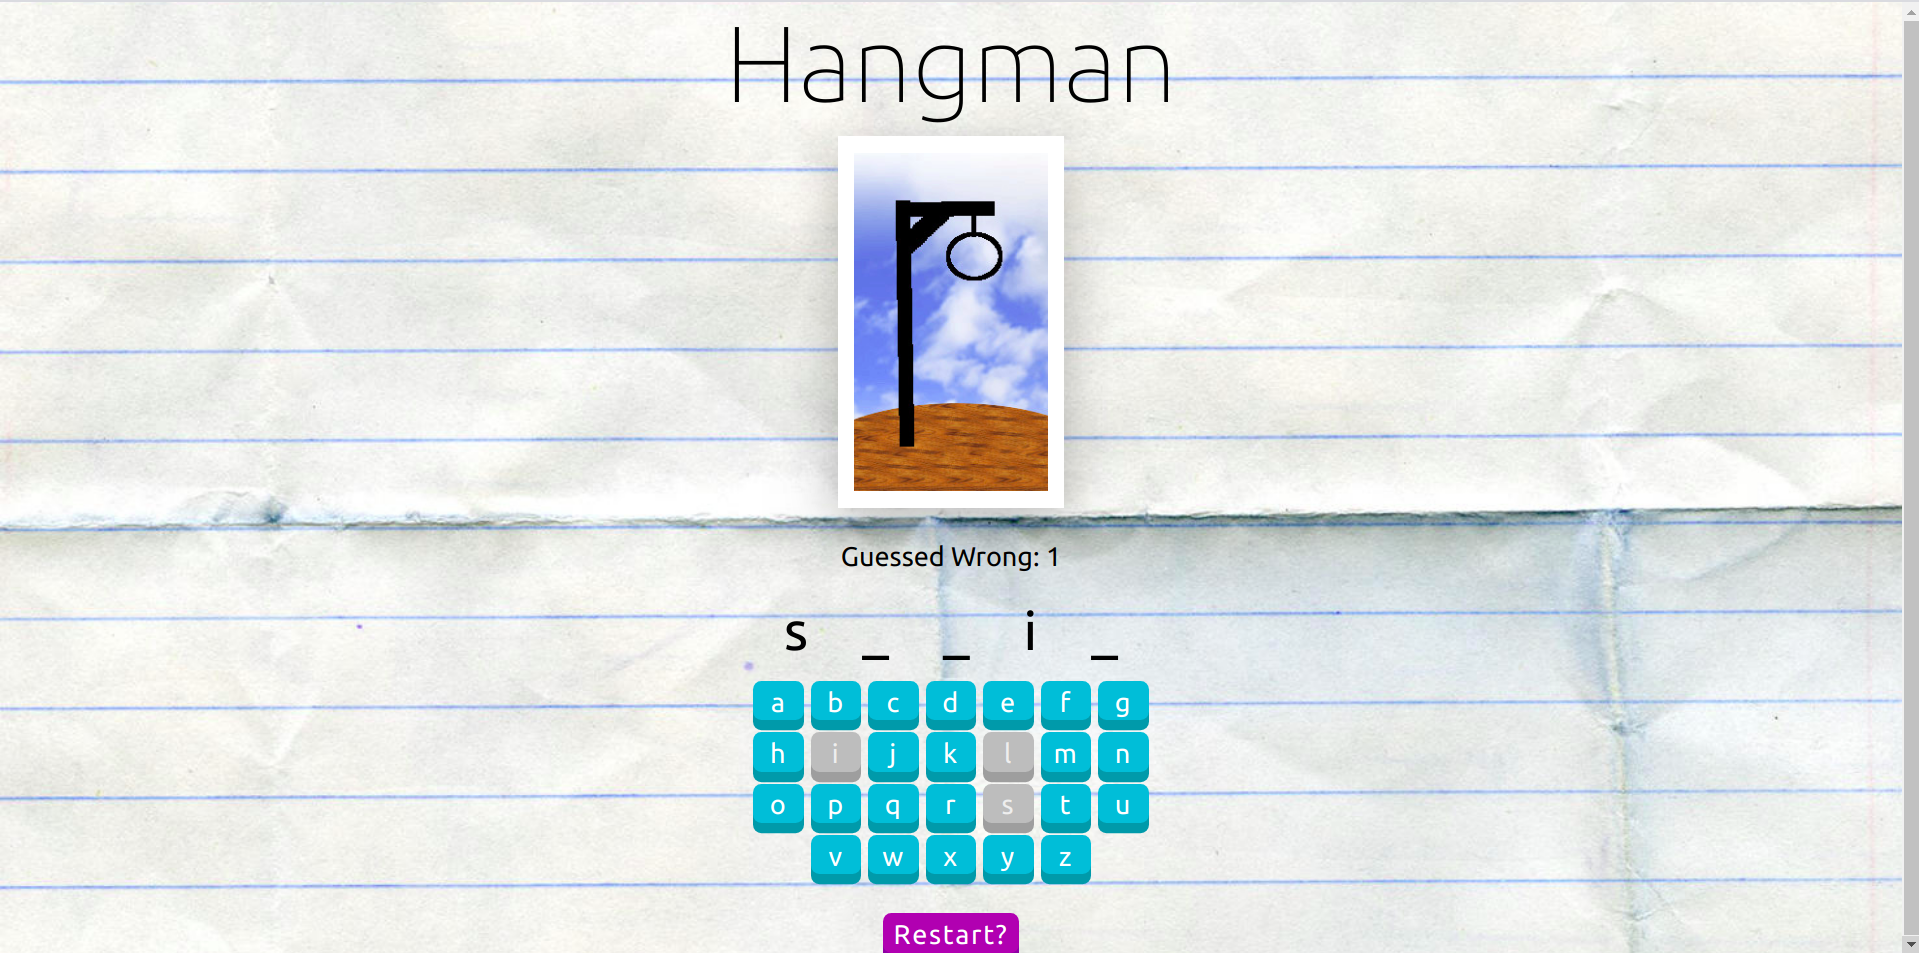 Hangman
Guessed Wrong: 1
s _ _ i _
a b c d e f g
h i j k l m n
o p q r s t u
v w x y z
Restart?